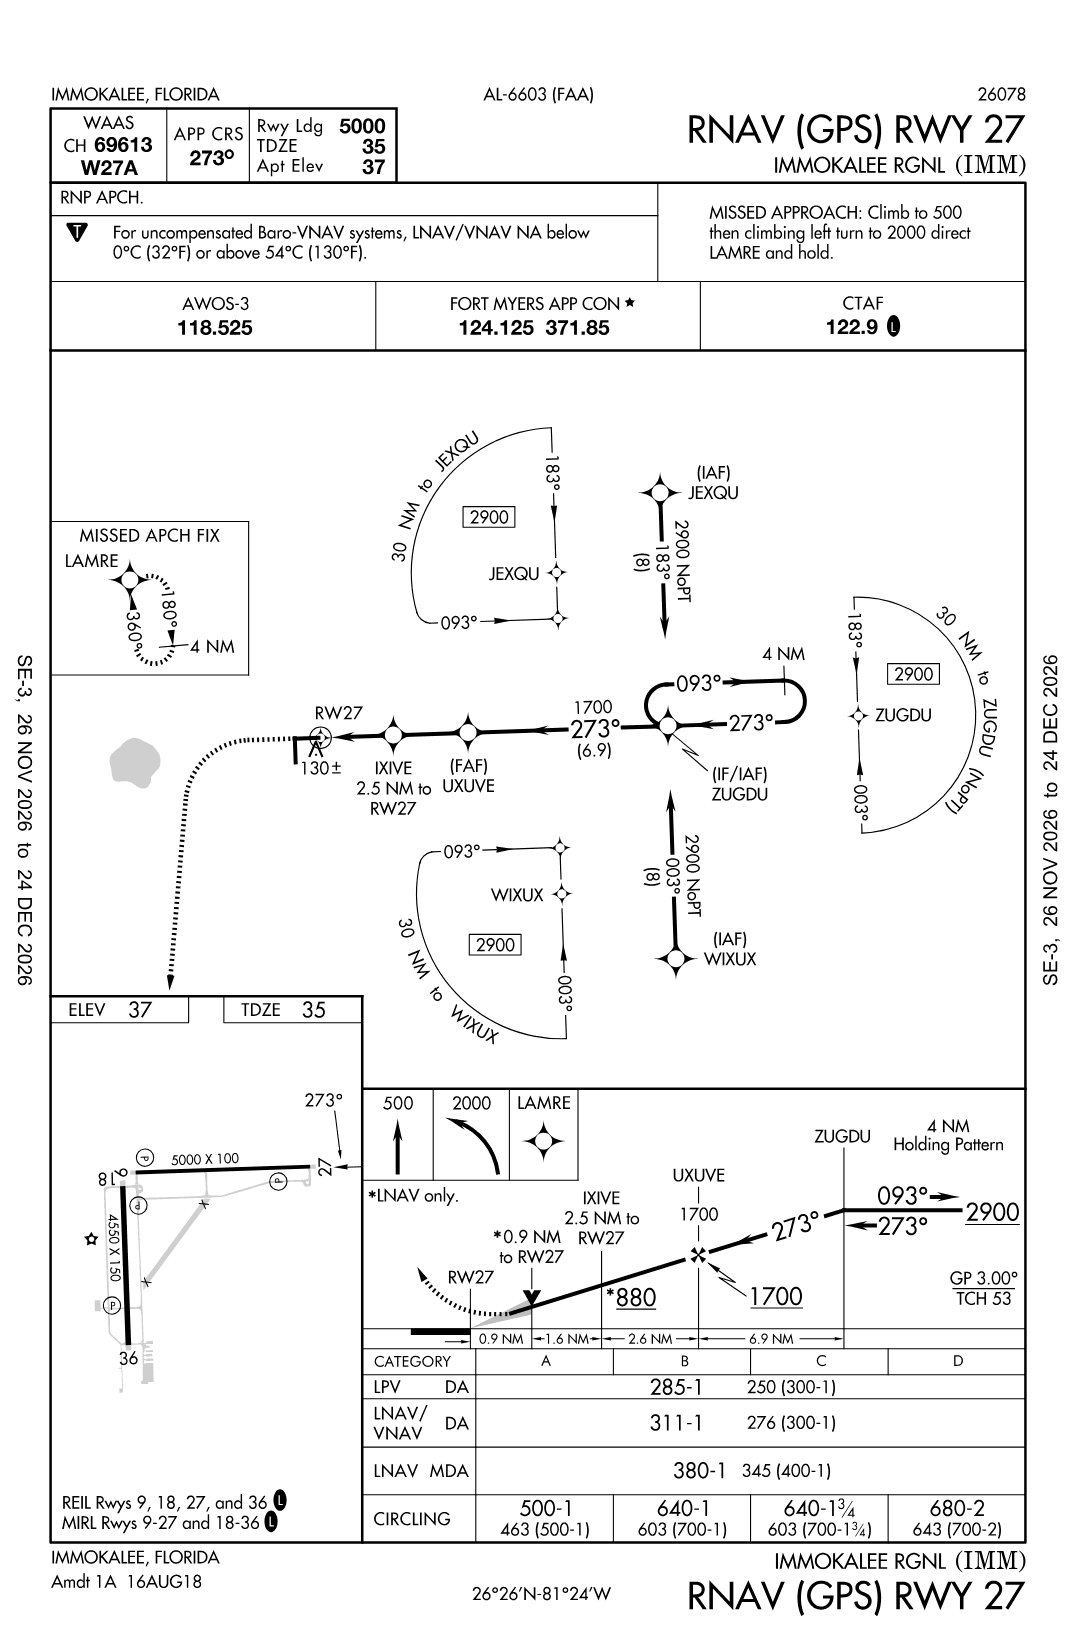 IMMOKALEE, FLORIDA
AL-6603 (FAA)
26078
WAAS
CH 69613
W27A
APP CRS
273°
Rwy Ldg 5000
TDZE 35
Apt Elev 37
RNAV (GPS) RWY 27
IMMOKALEE RGNL (IMM)
RNP APCH.
T
For uncompensated Baro-VNAV systems, LNAV/VNAV NA below
0°C (32°F) or above 54°C (130°F).
MISSED APPROACH: Climb to 500
then climbing left turn to 2000 direct
LAMRE and hold.
AWOS-3
118.525
FORT MYERS APP CON
124.125 371.85
CTAF
122.9 L
30 NM to JEXQU
183°
2900
JEXQU
093°
(IAF)
JEXQU
2900 NoPT
183°
(8)
MISSED APCH FIX
LAMRE
180°
360°
4 NM
4 NM
093°
273°
183°
2900
30 NM to ZUGDU (NoPT)
ZUGDU
003°
RW27
130±
IXIVE
2.5 NM to
RW27
(FAF)
UXUVE
1700
273°
(6.9)
(IF/IAF)
ZUGDU
093°
WIXUX
2900
30 NM to WIXUX
003°
2900 NoPT
003°
(8)
(IAF)
WIXUX
SE-3, 26 NOV 2026 to 24 DEC 2026
SE-3, 26 NOV 2026 to 24 DEC 2026
ELEV 37
TDZE 35
273°
P
5000 X 100
27
9
18
P
P
4550 X 150
P
36
REIL Rwys 9, 18, 27, and 36 L
MIRL Rwys 9-27 and 18-36 L
500
2000
LAMRE
*LNAV only.
ZUGDU
4 NM
Holding Pattern
UXUVE
1700
IXIVE
2.5 NM to
RW27
*0.9 NM
to RW27
RW27
273°
093°
273°
2900
*880
1700
GP 3.00°
TCH 53
0.9 NM
1.6 NM
2.6 NM
6.9 NM
CATEGORY A B C D
LPV DA 285-1 250 (300-1)
LNAV/
VNAV DA 311-1 276 (300-1)
LNAV MDA 380-1 345 (400-1)
CIRCLING
500-1
463 (500-1)
640-1
603 (700-1)
640-1¾
603 (700-1¾)
680-2
643 (700-2)
IMMOKALEE, FLORIDA
Amdt 1A 16AUG18
26°26'N-81°24'W
IMMOKALEE RGNL (IMM)
RNAV (GPS) RWY 27